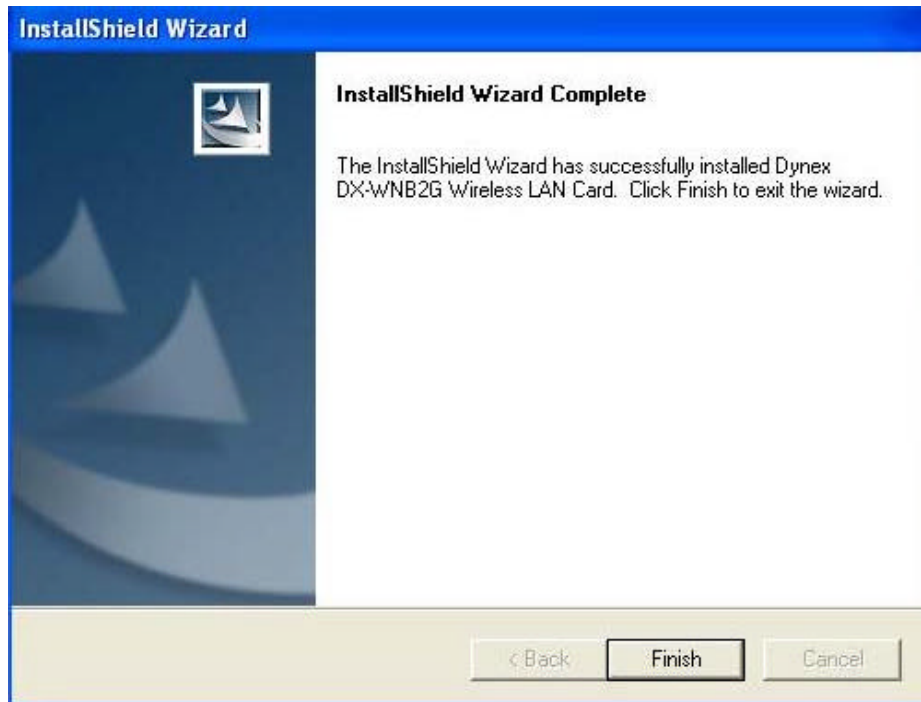 InstallShield Wizard
InstallShield Wizard Complete
The InstallShield Wizard has successfully installed Dynex
DX-WNB2G Wireless LAN Card. Click Finish to exit the wizard.
< Back Finish Cancel